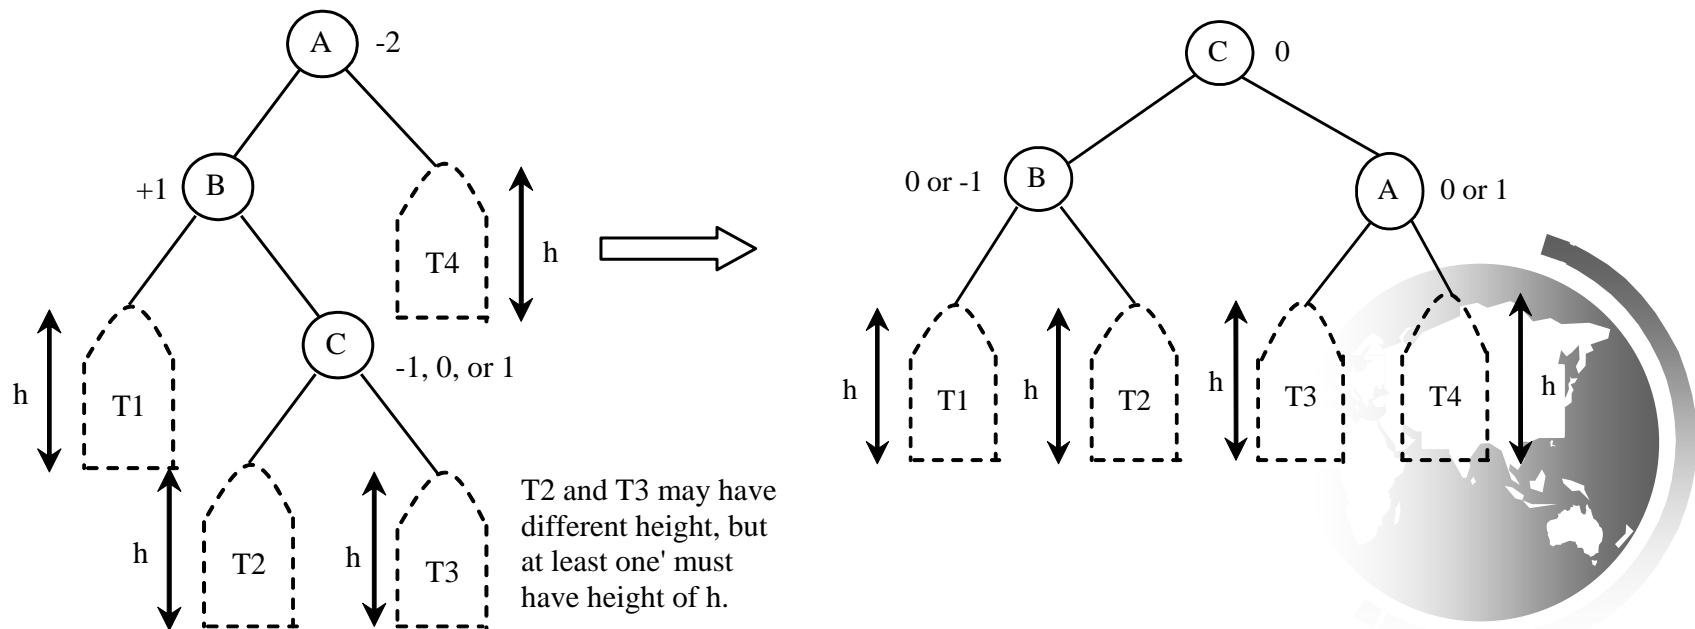 A
-2
B
+1
T4
h
C
-1, 0, or 1
h
T1
h
T2
h
T3
T2 and T3 may have
different height, but
at least one' must
have height of h.
C
0
0 or -1
B
A
0 or 1
h
T1
h
T2
h
T3
T4
h